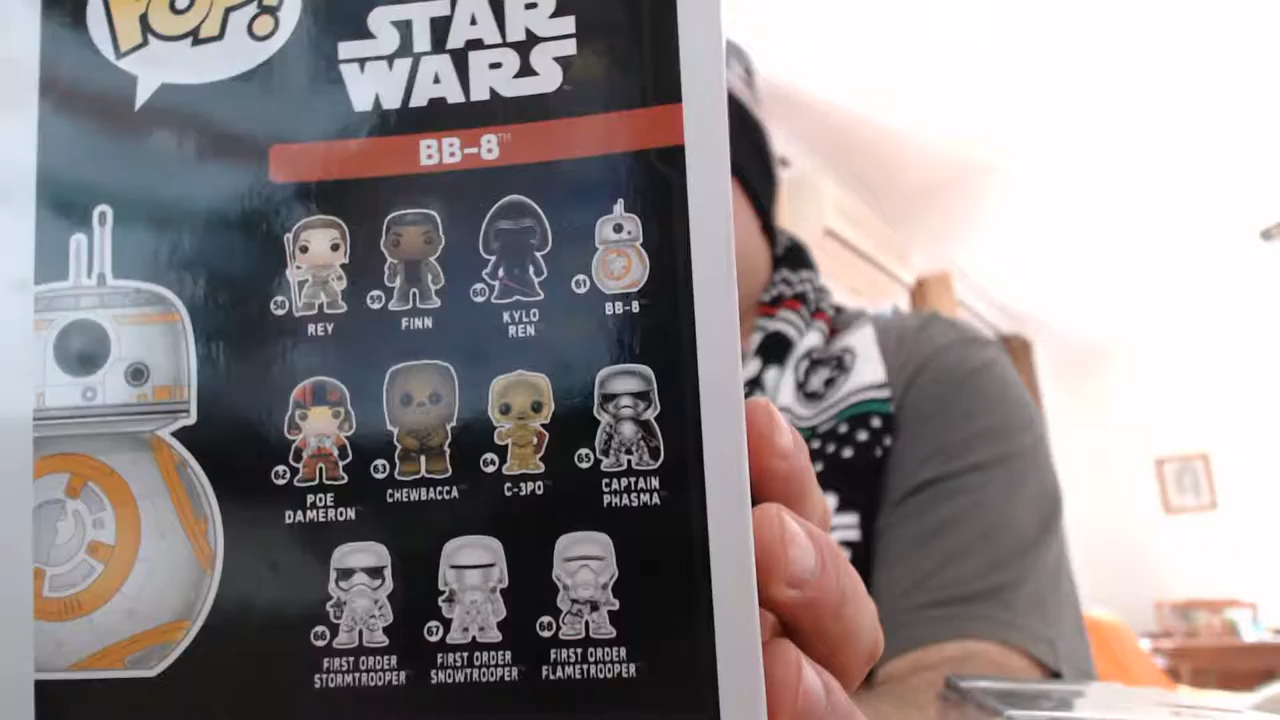 POP!
STAR
WARS
BB-8™
58 59 60 61
REY FINN KYLO REN BB-8
62 63 64 65
POE DAMERON CHEWBACCA C-3PO CAPTAIN PHASMA
66 67 68
FIRST ORDER STORMTROOPER FIRST ORDER SNOWTROOPER FIRST ORDER FLAMETROOPER